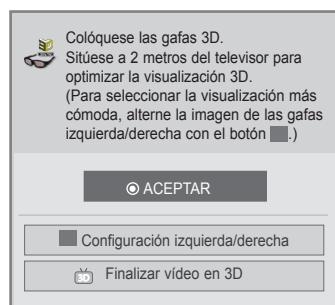 Colóquese las gafas 3D.
Sitúese a 2 metros del televisor para
optimizar la visualización 3D.
(Para seleccionar la visualización más
cómoda, alterne la imagen de las gafas
izquierda/derecha con el botón .)
ACEPTAR
Configuración izquierda/derecha
Finalizar vídeo en 3D